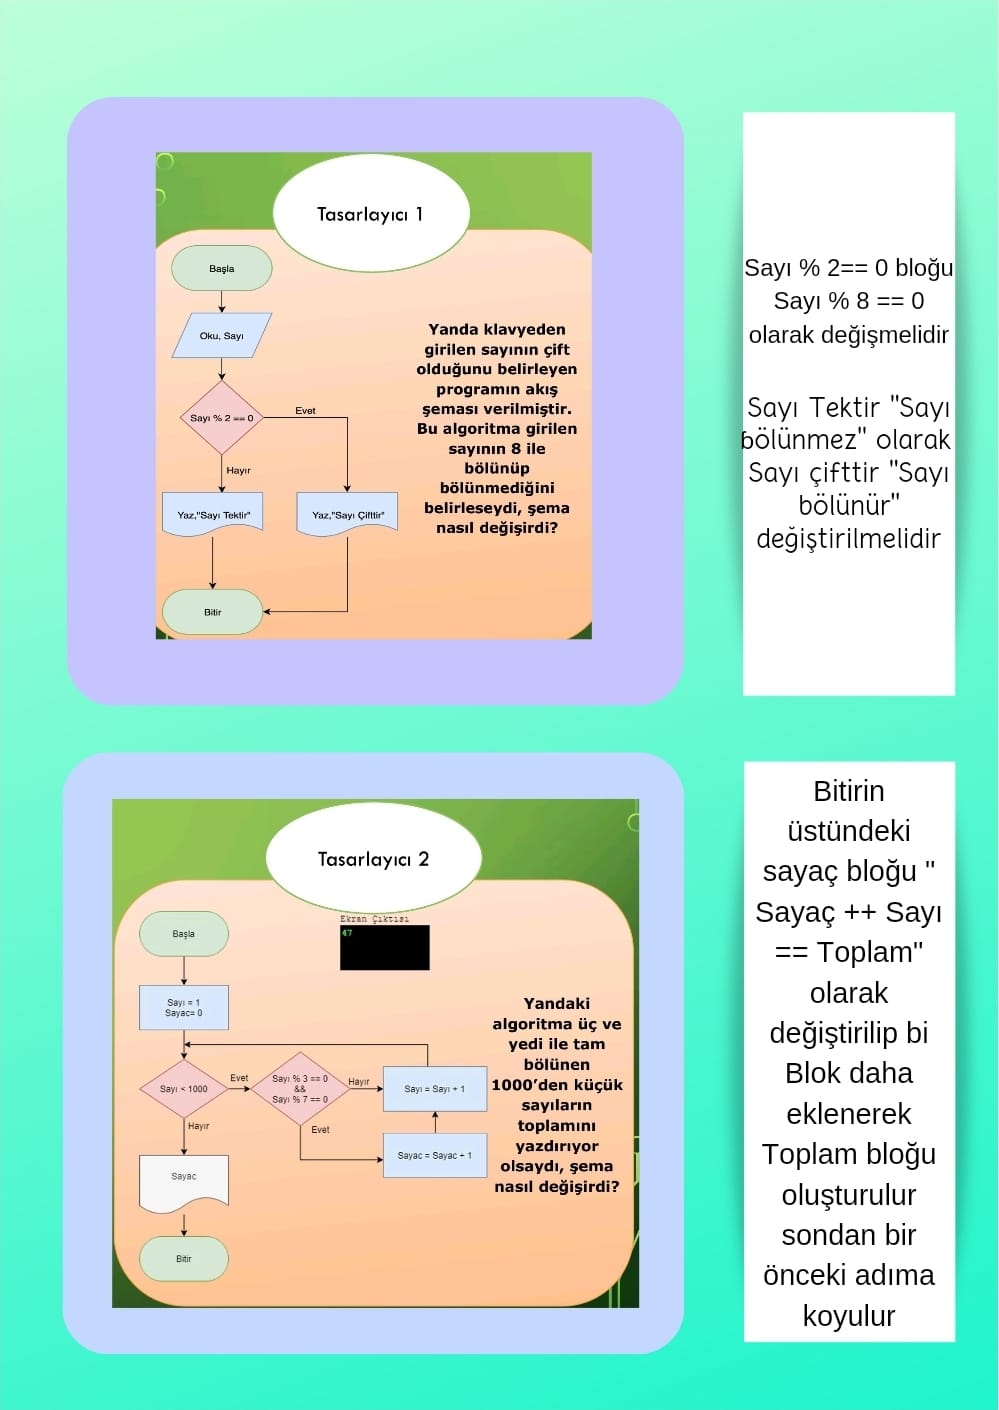 Tasarlayıcı 1
Başla
Oku, Sayı
Sayı % 2 == 0
Evet
Hayır
Yaz,"Sayı Tektir"
Yaz,"Sayı Çifttir"
Bitir
Yanda klavyeden
girilen sayının çift
olduğunu belirleyen
programın akış
şeması verilmiştir.
Bu algoritma girilen
sayının 8 ile
bölünüp
bölünmediğini
belirleseydi, şema
nasıl değişirdi?
Sayı % 2== 0 bloğu
Sayı % 8 == 0
olarak değişmelidir
Sayı Tektir "Sayı
bölünmez" olarak
Sayı çifttir "Sayı
bölünür"
değiştirilmelidir
Tasarlayıcı 2
Ekran Çıktısı
47
Başla
Sayı = 1
Sayac= 0
Sayı < 1000
Evet
Sayı % 3 == 0
&&
Sayı % 7 == 0
Hayır
Sayı = Sayı + 1
Hayır
Evet
Sayac = Sayac + 1
Sayac
Bitir
Yandaki
algoritma üç ve
yedi ile tam
bölünen
1000’den küçük
sayıların
toplamını
yazdırıyor
olsaydı, şema
nasıl değişirdi?
Bitirin
üstündeki
sayaç bloğu "
Sayaç ++ Sayı
== Toplam"
olarak
değiştirilip bi
Blok daha
eklenerek
Toplam bloğu
oluşturulur
sondan bir
önceki adıma
koyulur